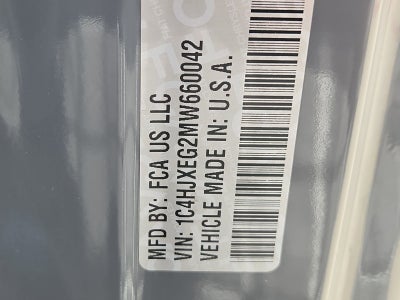 MFD BY: FCA US LLC
VIN: 1C4HJXEG2MW660042
VEHICLE MADE IN: U.S.A.